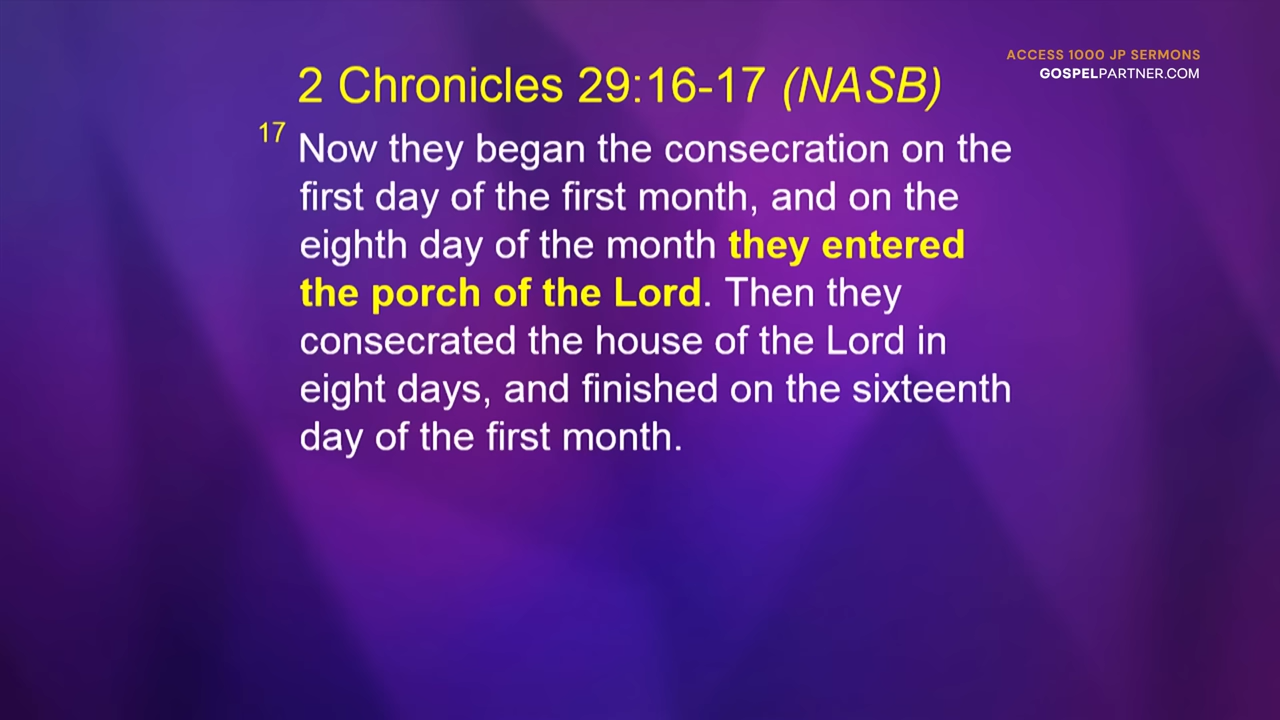 ACCESS 1000 JP SERMONS
GOSPELPARTNER.COM
2 Chronicles 29:16-17 (NASB)
17 Now they began the consecration on the
first day of the first month, and on the
eighth day of the month they entered
the porch of the Lord. Then they
consecrated the house of the Lord in
eight days, and finished on the sixteenth
day of the first month.